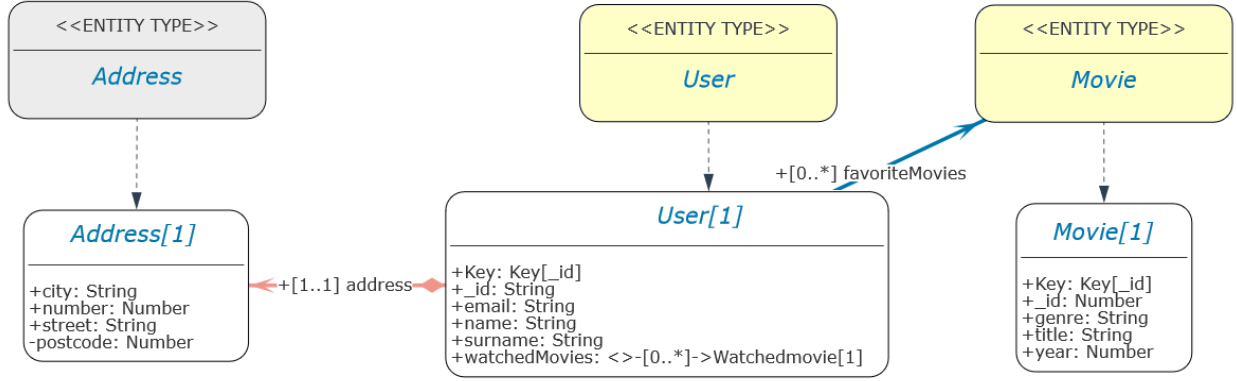 <<ENTITY TYPE>>
Address
<<ENTITY TYPE>>
User
<<ENTITY TYPE>>
Movie
+[0..*] favoriteMovies
Address[1]
+city: String
+number: Number
+street: String
-postcode: Number
+[1..1] address
User[1]
+Key: Key[_id]
+_id: String
+email: String
+name: String
+surname: String
+watchedMovies: <>-[0..*]->Watchedmovie[1]
Movie[1]
+Key: Key[_id]
+_id: Number
+genre: String
+title: String
+year: Number